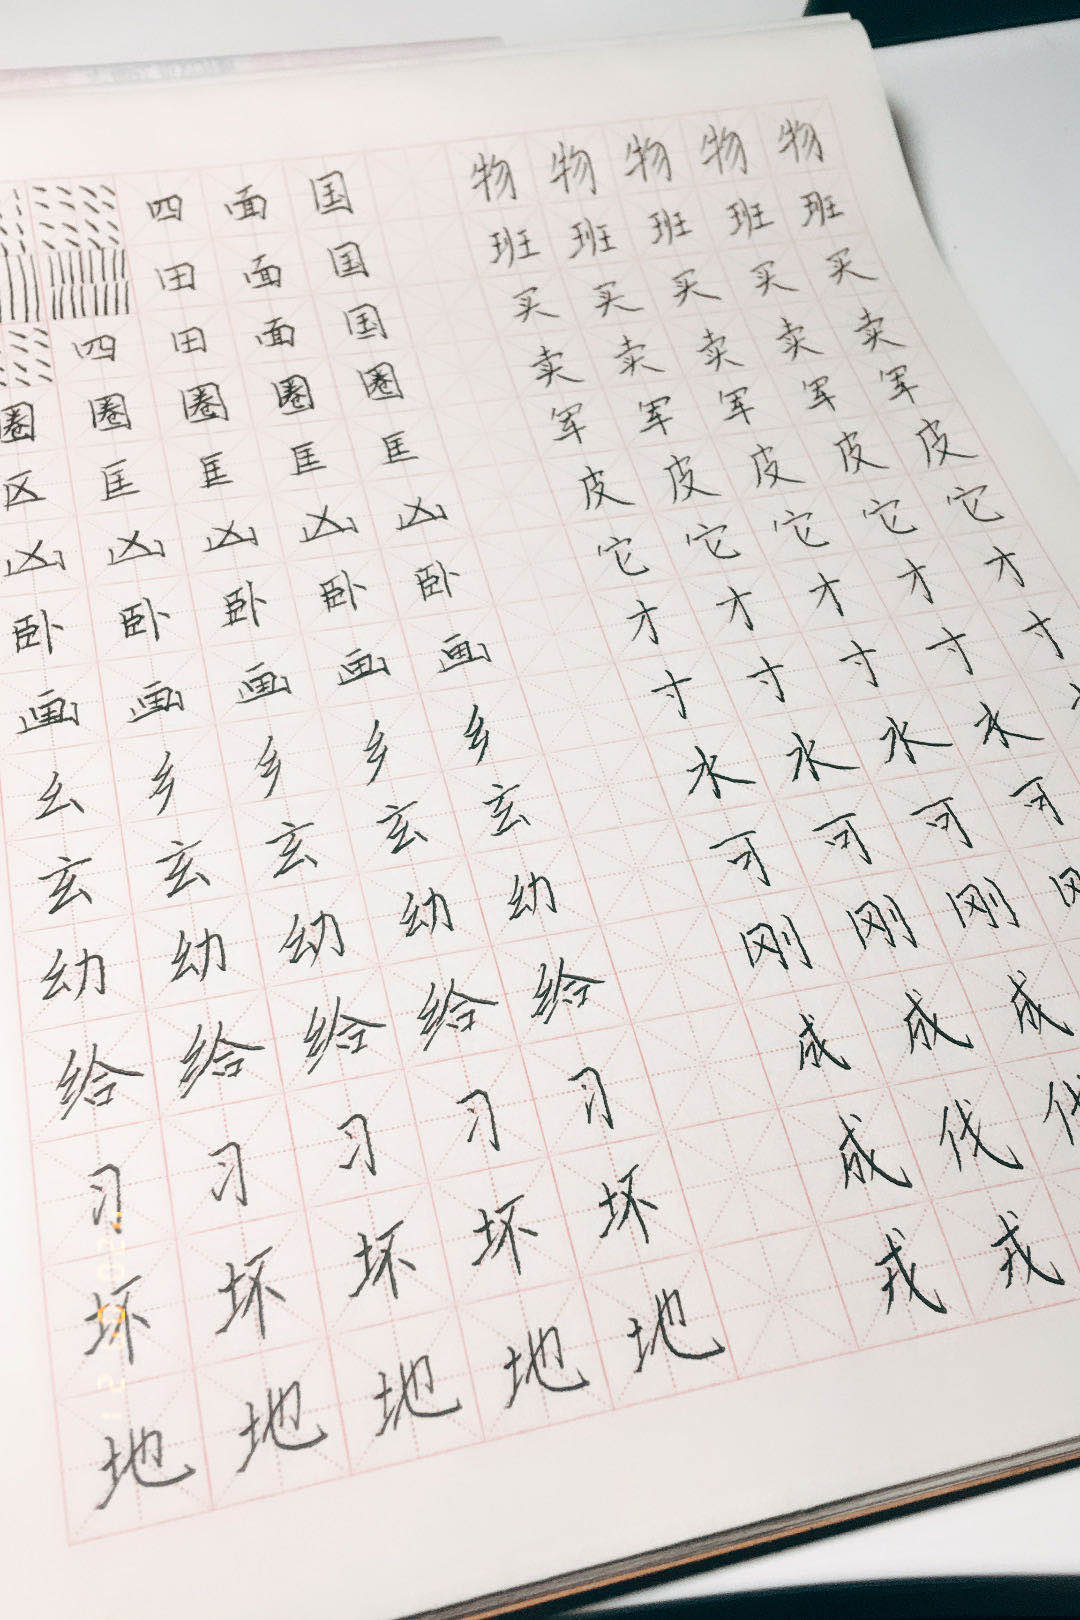 四 面 国
田 面 国
四 田 面 国
圈 圈 圈 圈 圈
区 匡 匡 匡 匡
凶 凶 凶 凶 凶
卧 卧 卧 卧 卧
画 画 画 画 画
幺 乡 乡 乡 乡
玄 玄 玄 玄 玄
幼 幼 幼 幼 幼
给 给 给 给 给
习 习 习 习 习
坏 坏 坏 坏 坏
地 地 地 地 地
物 物 物 物 物
班 班 班 班 班
买 买 买 买 买
卖 卖 卖 卖 卖
军 军 军 军 军
皮 皮 皮 皮 皮
它 它 它 它 它
才 才 才 才 才
寸 寸 寸 寸 寸
水 水 水 水
可 可 可 可
刚 刚 刚
成 成 成
成 伐
戎 戎